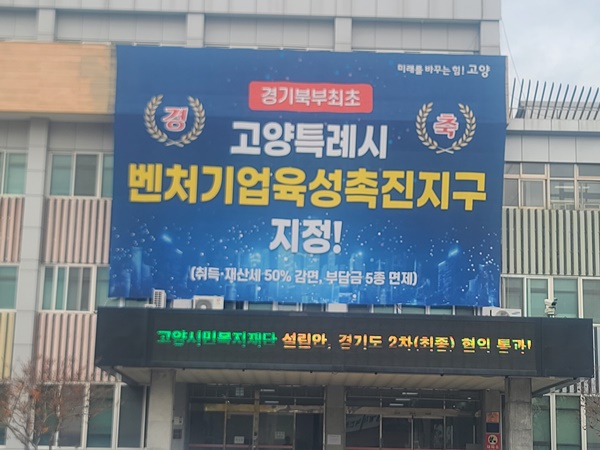 미래를 바꾸는 힘! 고양
경기북부최초
경 축
고양특례시
벤처기업육성촉진지구
지정!
(취득·재산세 50% 감면, 부담금 5종 면제)
고양시민복지재단 설립안, 경기도 2차(최종) 협의 통과!